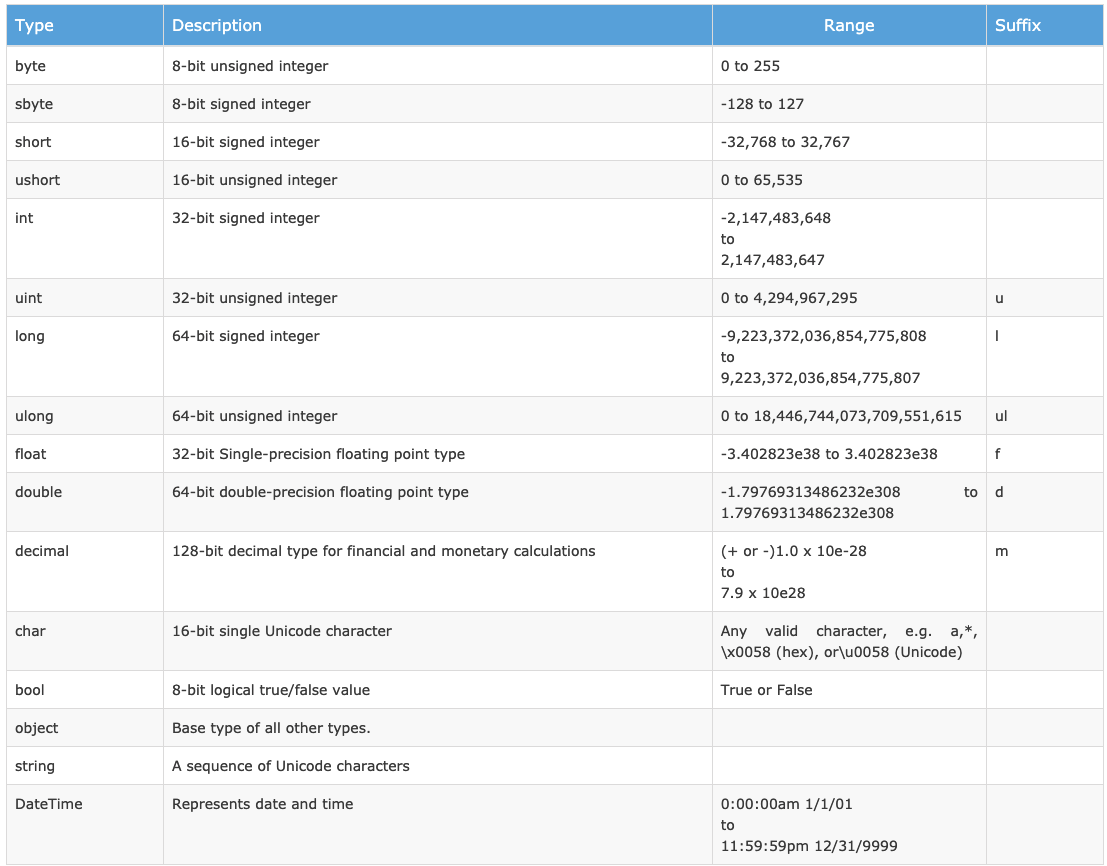 Type Description Range Suffix
byte 8-bit unsigned integer 0 to 255
sbyte 8-bit signed integer -128 to 127
short 16-bit signed integer -32,768 to 32,767
ushort 16-bit unsigned integer 0 to 65,535
int 32-bit signed integer -2,147,483,648
to
2,147,483,647
uint 32-bit unsigned integer 0 to 4,294,967,295 u
long 64-bit signed integer -9,223,372,036,854,775,808 l
to
9,223,372,036,854,775,807
ulong 64-bit unsigned integer 0 to 18,446,744,073,709,551,615 ul
float 32-bit Single-precision floating point type -3.402823e38 to 3.402823e38 f
double 64-bit double-precision floating point type -1.79769313486232e308 to d
1.79769313486232e308
decimal 128-bit decimal type for financial and monetary calculations (+ or -)1.0 x 10e-28 m
to
7.9 x 10e28
char 16-bit single Unicode character Any valid character, e.g. a,*,
\x0058 (hex), or\u0058 (Unicode)
bool 8-bit logical true/false value True or False
object Base type of all other types.
string A sequence of Unicode characters
DateTime Represents date and time 0:00:00am 1/1/01
to
11:59:59pm 12/31/9999